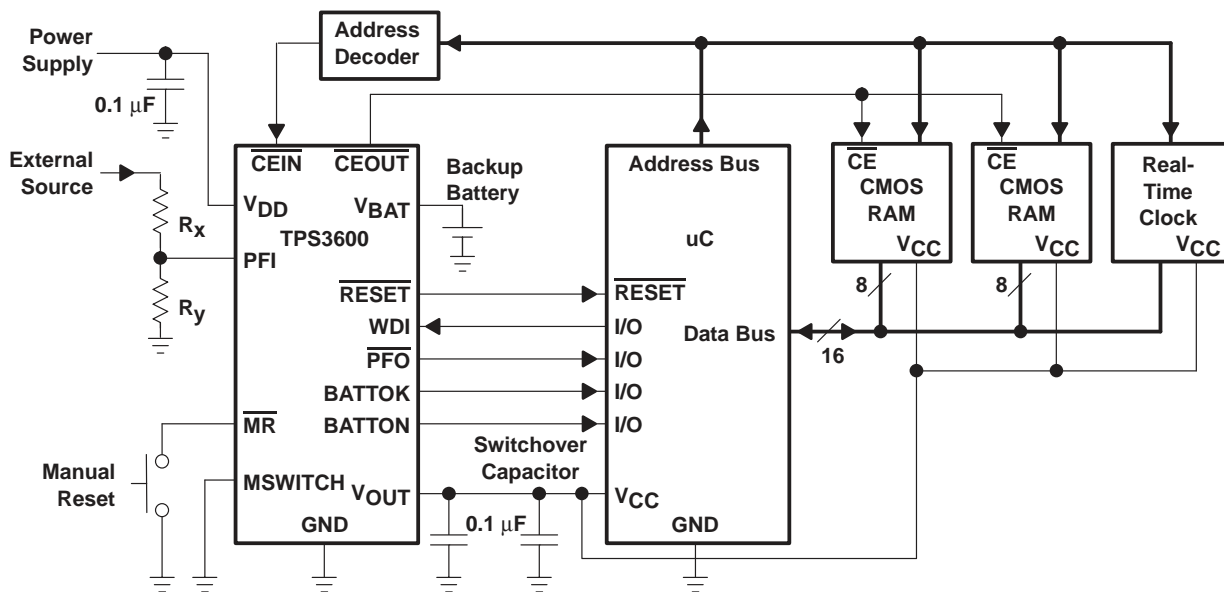 Power
Supply
0.1 μF
Address
Decoder
External
Source
Rx
Ry
CEIN
CEOUT
VDD
VBAT
TPS3600
PFI
RESET
WDI
PFO
BATTOK
BATTON
MR
MSWITCH
VOUT
GND
Manual
Reset
Backup
Battery
Switchover
Capacitor
0.1 μF
Address Bus
uC
RESET
I/O
I/O
I/O
I/O
Data Bus
VCC
GND
16
CE
CMOS
RAM
VCC
8
CE
CMOS
RAM
VCC
8
Real-
Time
Clock
VCC